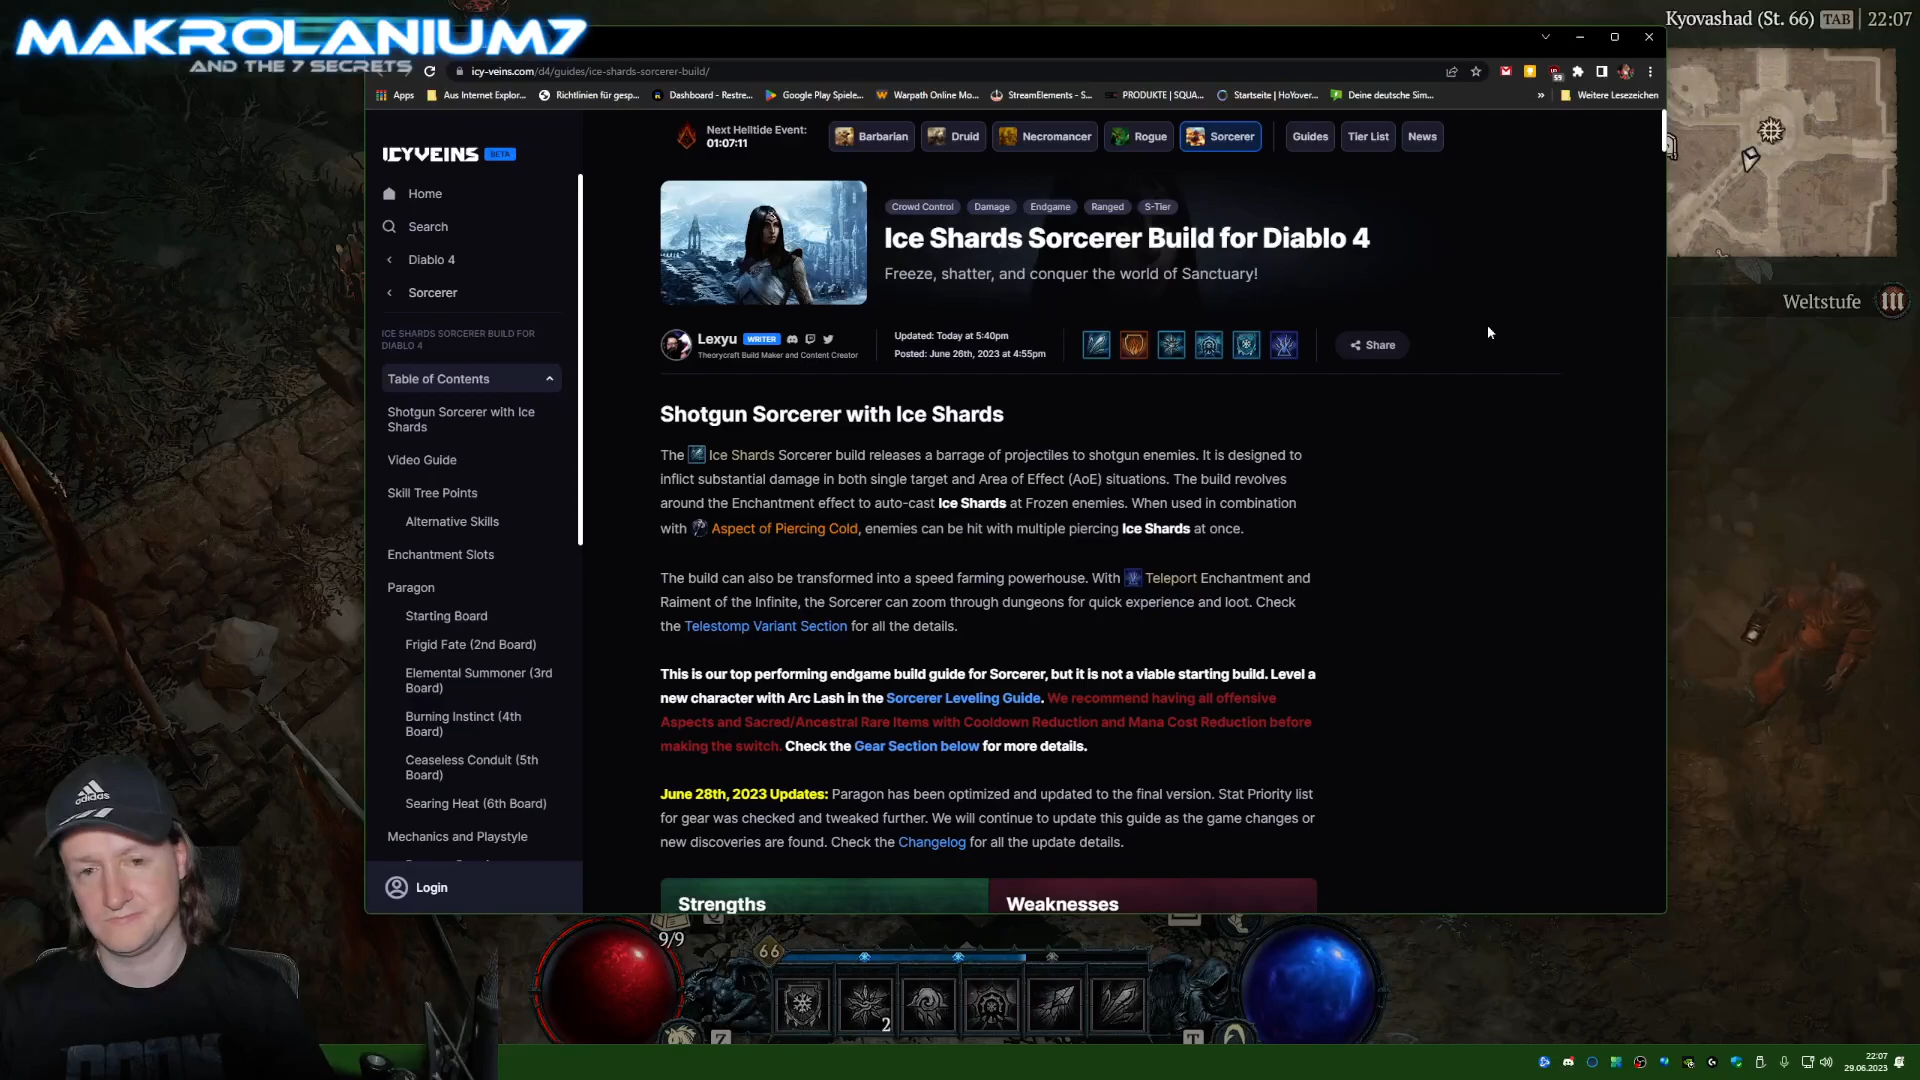 MAKROLANIUM7
AND THE 7 SECRETS
Kyovashad (St. 66) TAB 22:07
icy-veins.com/d4/guides/ice-shards-sorcerer-build/
59
Apps
Aus Internet Explor...
Richtlinien für gesp...
Dashboard - Restre...
Google Play Spiele...
Warpath Online Mo...
StreamElements - S...
PRODUKTE | SQUA...
Startseite | HoYover...
Deine deutsche Sim...
»
Weitere Lesezeichen
ICYVEINS BETA
Next Helltide Event:
01:07:11
Barbarian
Druid
Necromancer
Rogue
Sorcerer
Guides
Tier List
News
Home
Search
Diablo 4
Sorcerer
ICE SHARDS SORCERER BUILD FOR
DIABLO 4
Table of Contents
Shotgun Sorcerer with Ice
Shards
Video Guide
Skill Tree Points
Alternative Skills
Enchantment Slots
Paragon
Starting Board
Frigid Fate (2nd Board)
Elemental Summoner (3rd
Board)
Burning Instinct (4th
Board)
Ceaseless Conduit (5th
Board)
Searing Heat (6th Board)
Mechanics and Playstyle
Login
Crowd Control
Damage
Endgame
Ranged
S-Tier
Ice Shards Sorcerer Build for Diablo 4
Freeze, shatter, and conquer the world of Sanctuary!
Lexyu WRITER
Theorycraft Build Maker and Content Creator
Updated: Today at 5:40pm
Posted: June 26th, 2023 at 4:55pm
Share
Shotgun Sorcerer with Ice Shards
The Ice Shards Sorcerer build releases a barrage of projectiles to shotgun enemies. It is designed to
inflict substantial damage in both single target and Area of Effect (AoE) situations. The build revolves
around the Enchantment effect to auto-cast Ice Shards at Frozen enemies. When used in combination
with Aspect of Piercing Cold, enemies can be hit with multiple piercing Ice Shards at once.
The build can also be transformed into a speed farming powerhouse. With Teleport Enchantment and
Raiment of the Infinite, the Sorcerer can zoom through dungeons for quick experience and loot. Check
the Telestomp Variant Section for all the details.
This is our top performing endgame build guide for Sorcerer, but it is not a viable starting build. Level a
new character with Arc Lash in the Sorcerer Leveling Guide. We recommend having all offensive
Aspects and Sacred/Ancestral Rare Items with Cooldown Reduction and Mana Cost Reduction before
making the switch. Check the Gear Section below for more details.
June 28th, 2023 Updates: Paragon has been optimized and updated to the final version. Stat Priority list
for gear was checked and tweaked further. We will continue to update this guide as the game changes or
new discoveries are found. Check the Changelog for all the update details.
Strengths
Weaknesses
Weltstufe III
adidas
9/9
66
2
Z
T
22:07
29.06.2023